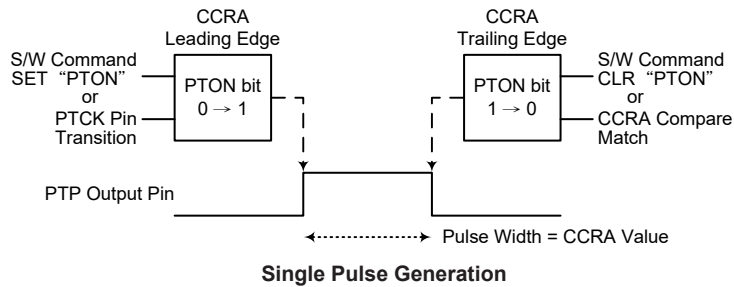 CCRA
Leading Edge
S/W Command
SET “PTON”
or
PTCK Pin
Transition
PTON bit
0 → 1
CCRA
Trailing Edge
PTON bit
1 → 0
S/W Command
CLR “PTON”
or
CCRA Compare
Match
PTP Output Pin
Pulse Width = CCRA Value
Single Pulse Generation